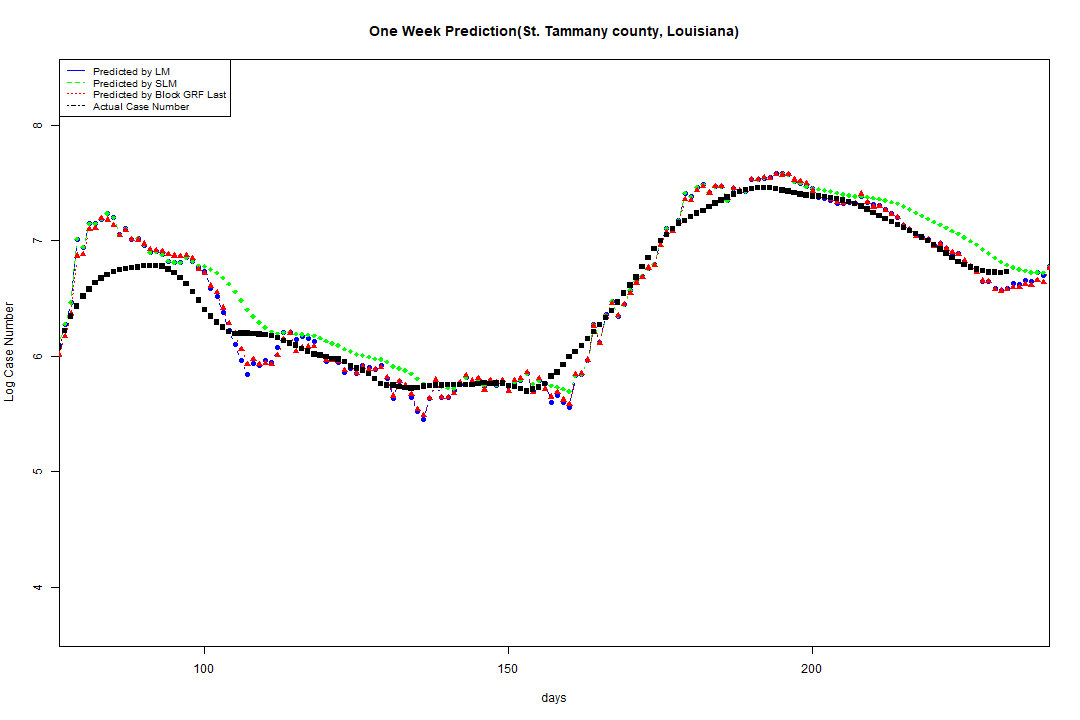 One Week Prediction(St. Tammany county, Louisiana)
Predicted by LM
Predicted by SLM
Predicted by Block GRF Last
Actual Case Number
8
7
6
5
4
Log Case Number
100 150 200
days